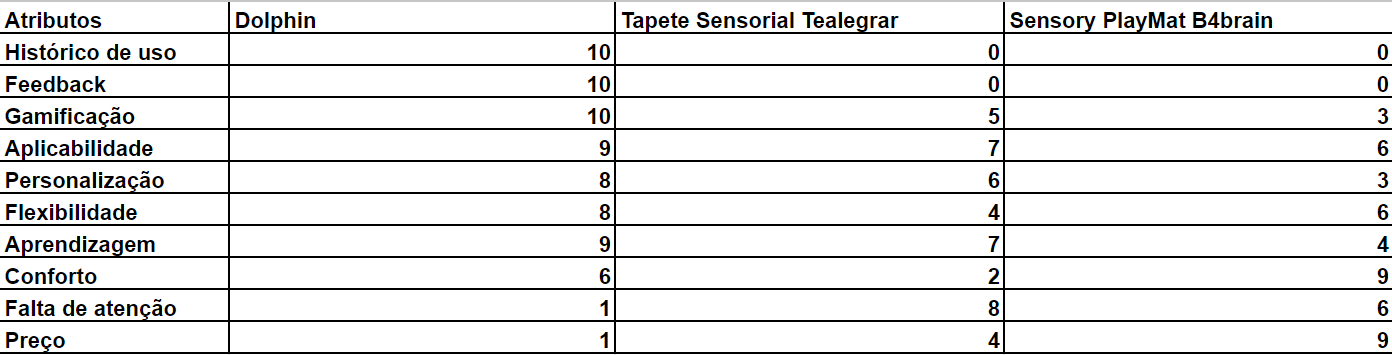 Atributos Dolphin Tapete Sensorial Tealegrar Sensory PlayMat B4brain
Histórico de uso 10 0 0
Feedback 10 0 0
Gamificação 10 5 3
Aplicabilidade 9 7 6
Personalização 8 6 3
Flexibilidade 8 4 6
Aprendizagem 9 7 4
Conforto 6 2 9
Falta de atenção 1 8 6
Preço 1 4 9